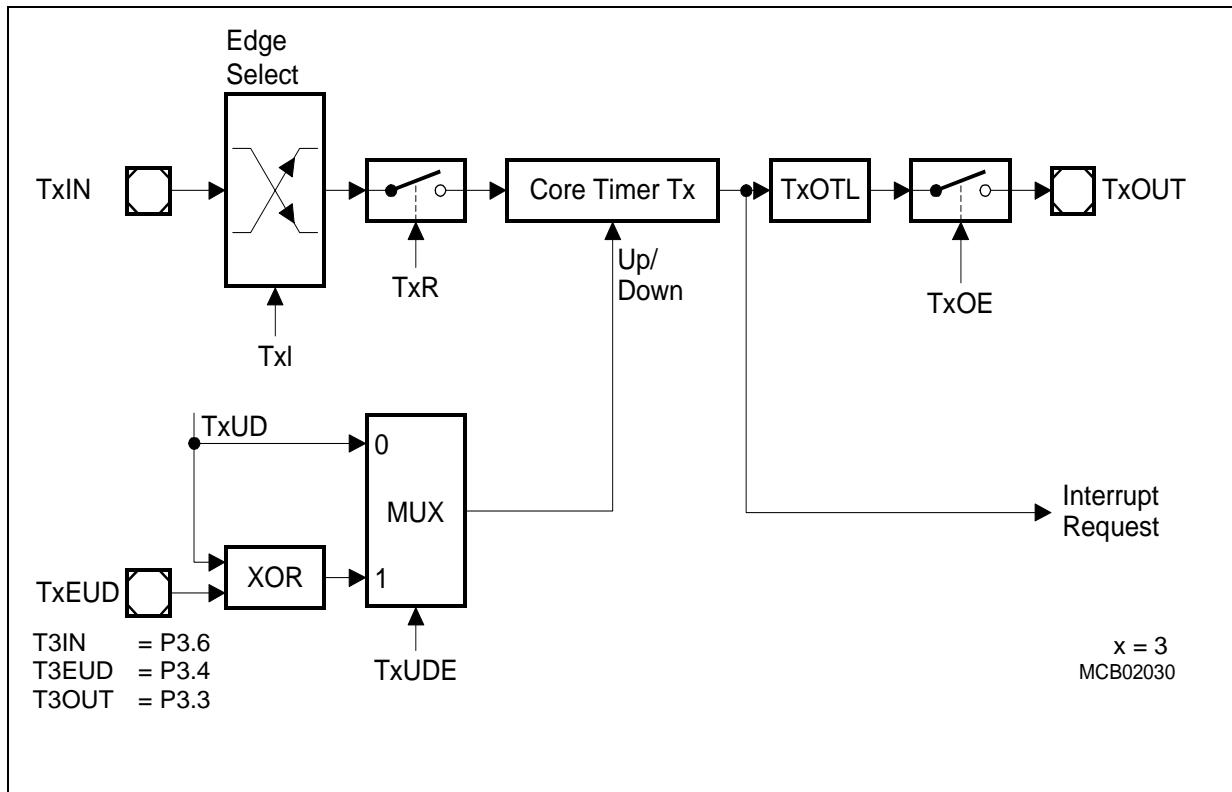 Edge
Select
TxIN
Core Timer Tx
TxOTL
TxOUT
TxR
Up/
Down
TxOE
TxI
TxUD
0
MUX
Interrupt
Request
XOR
1
TxEUD
T3IN = P3.6
T3EUD = P3.4
T3OUT = P3.3
TxUDE
x = 3
MCB02030